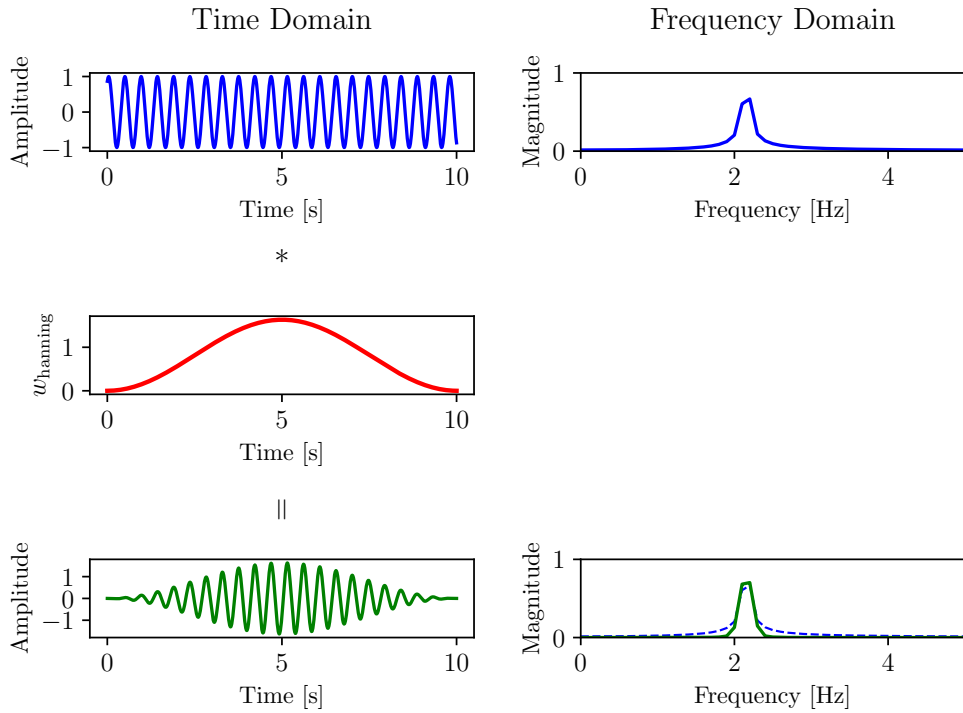 Time Domain
Frequency Domain
Amplitude
1
0
−1
0
5
10
Time [s]
Magnitude
1
0
0
2
4
Frequency [Hz]
*
w_hanning
1
0
0
5
10
Time [s]
=
Amplitude
1
0
−1
0
5
10
Time [s]
Magnitude
1
0
0
2
4
Frequency [Hz]